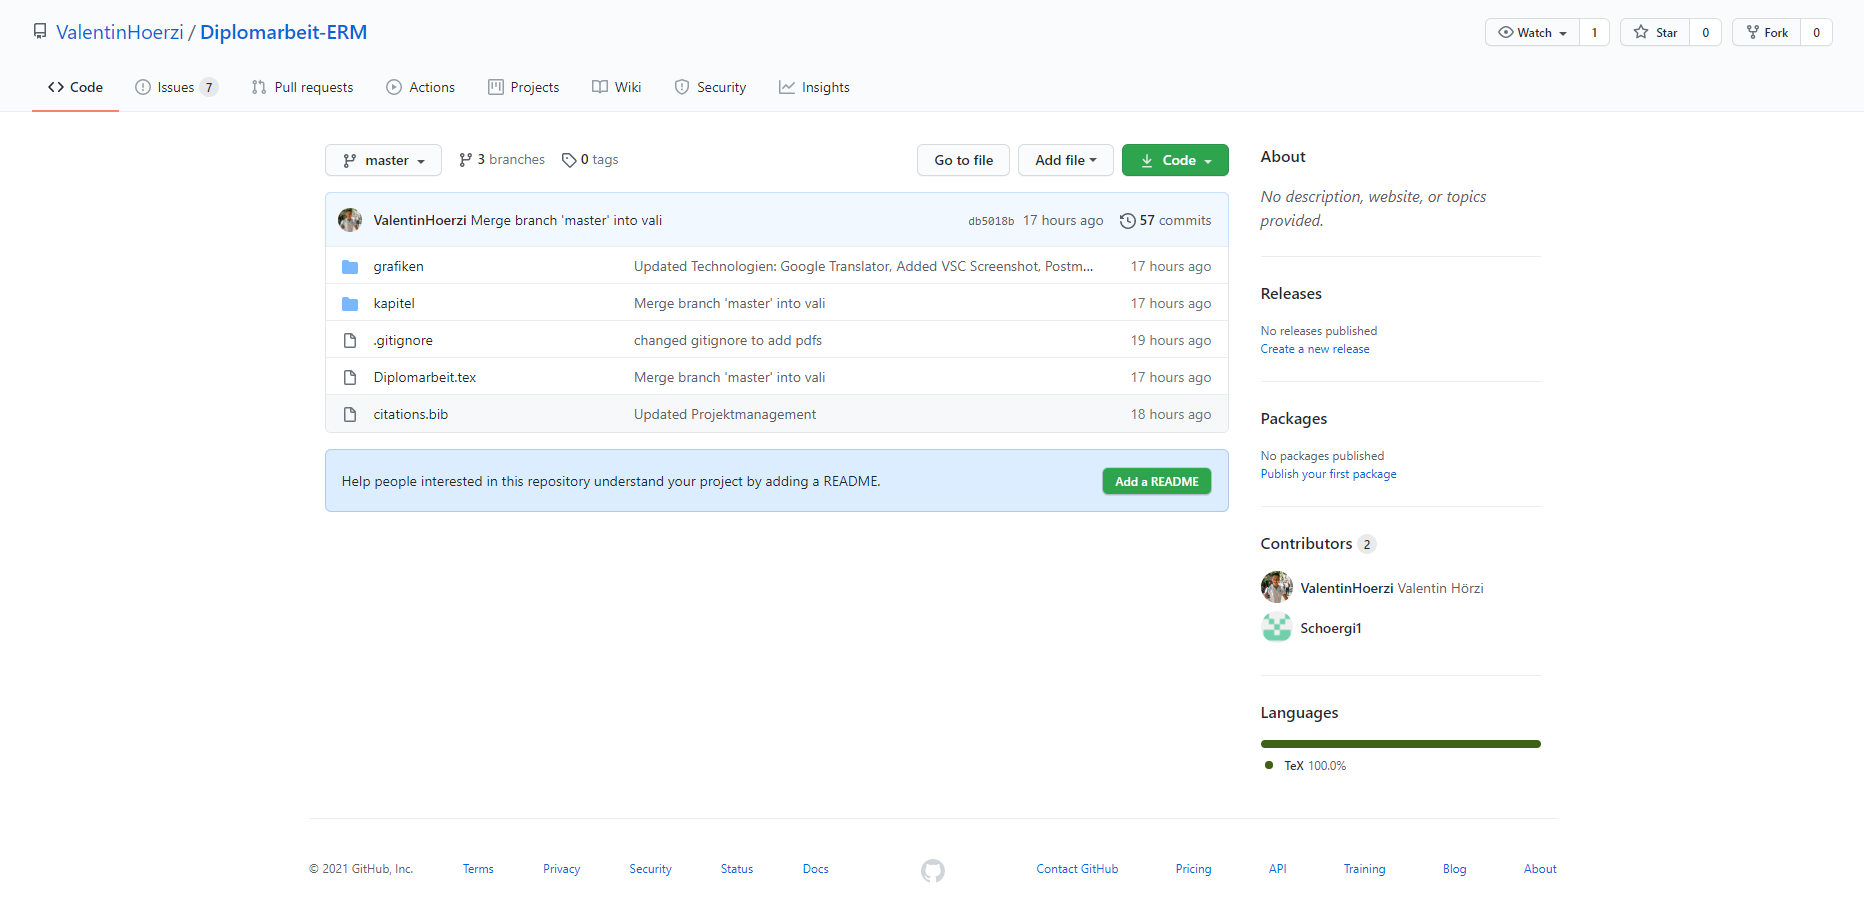 ValentinHoerzi / Diplomarbeit-ERM
Watch 1 Star 0 Fork 0
Code Issues 7 Pull requests Actions Projects Wiki Security Insights
master 3 branches 0 tags Go to file Add file Code
ValentinHoerzi Merge branch 'master' into vali db5018b 17 hours ago 57 commits
grafiken Updated Technologien: Google Translator, Added VSC Screenshot, Postm... 17 hours ago
kapitel Merge branch 'master' into vali 17 hours ago
.gitignore changed gitignore to add pdfs 19 hours ago
Diplomarbeit.tex Merge branch 'master' into vali 17 hours ago
citations.bib Updated Projektmanagement 18 hours ago
Help people interested in this repository understand your project by adding a README. Add a README
About
No description, website, or topics
provided.
Releases
No releases published
Create a new release
Packages
No packages published
Publish your first package
Contributors 2
ValentinHoerzi Valentin Hörzi
Schoergi1
Languages
TeX 100.0%
© 2021 GitHub, Inc. Terms Privacy Security Status Docs Contact GitHub Pricing API Training Blog About